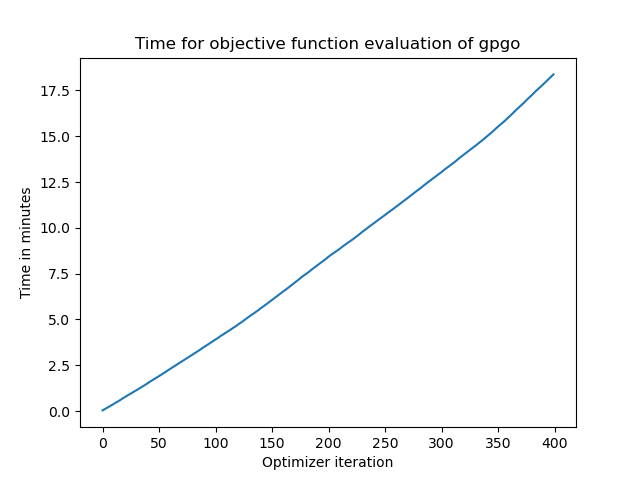 Time for objective function evaluation of gpgo
Time in minutes
17.5
15.0
12.5
10.0
7.5
5.0
2.5
0.0
0 50 100 150 200 250 300 350 400
Optimizer iteration